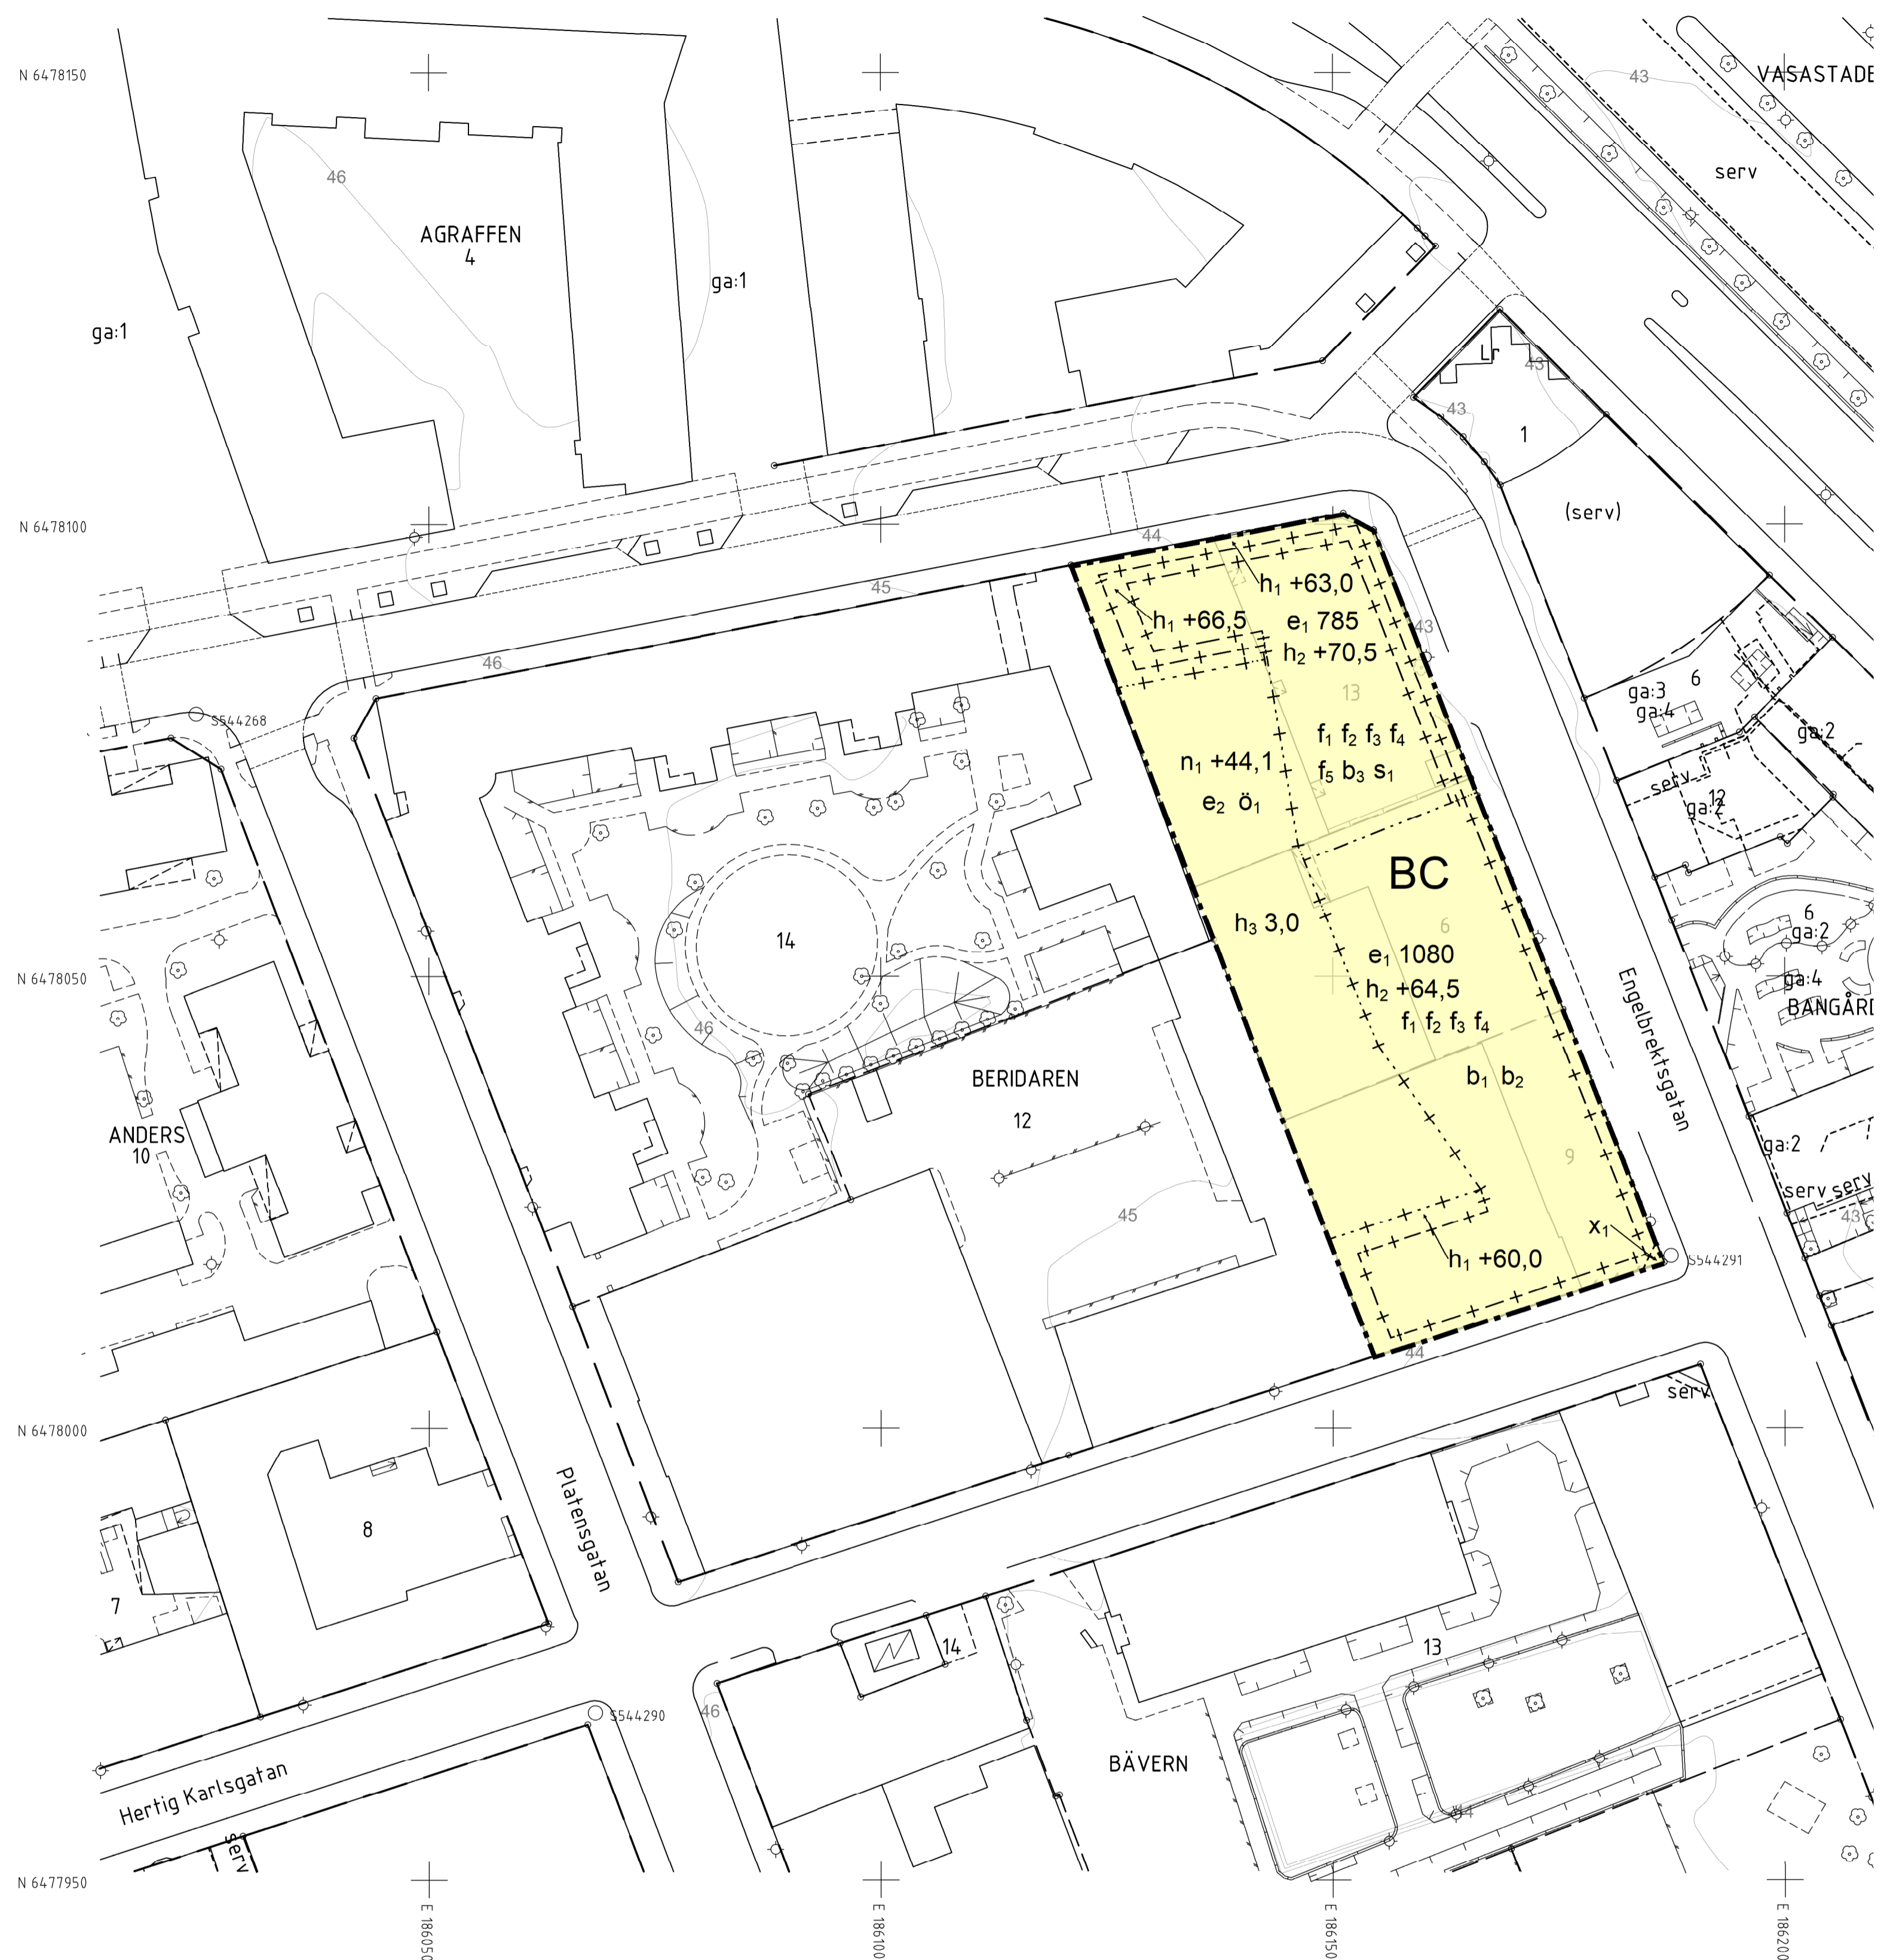 N 6478150
43
VASASTADE
46
serv
AGRAFFEN
4
ga:1
ga:1
Lr
43
43
1
(serv)
N 6478100
44
45
h1 +63,0
h1 +66,5
e1 785
43
h2 +70,5
46
13
6
ga:3
ga:4
S544268
ga:2
f1 f2 f3 f4
n1 +44,1
f5 b3 s1
serv
e2 ö1
12
ga:2
BC
6
h3 3,0
6
ga:2
14
e1 1080
N 6478050
ga:4
h2 +64,5
BANGÅRD
f1 f2 f3 f4
46
Engelbrektsgatan
BERIDAREN
b1 b2
12
ANDERS
10
ga:2
9
serv serv
45
43
x1
h1 +60,0
S544291
44
serv
N 6478000
Platensgatan
8
7
14
13
46
S544290
BÄVERN
Hertig Karlsgatan
44
serv
N 6477950
E 186050
E 186100
E 186150
E 186200